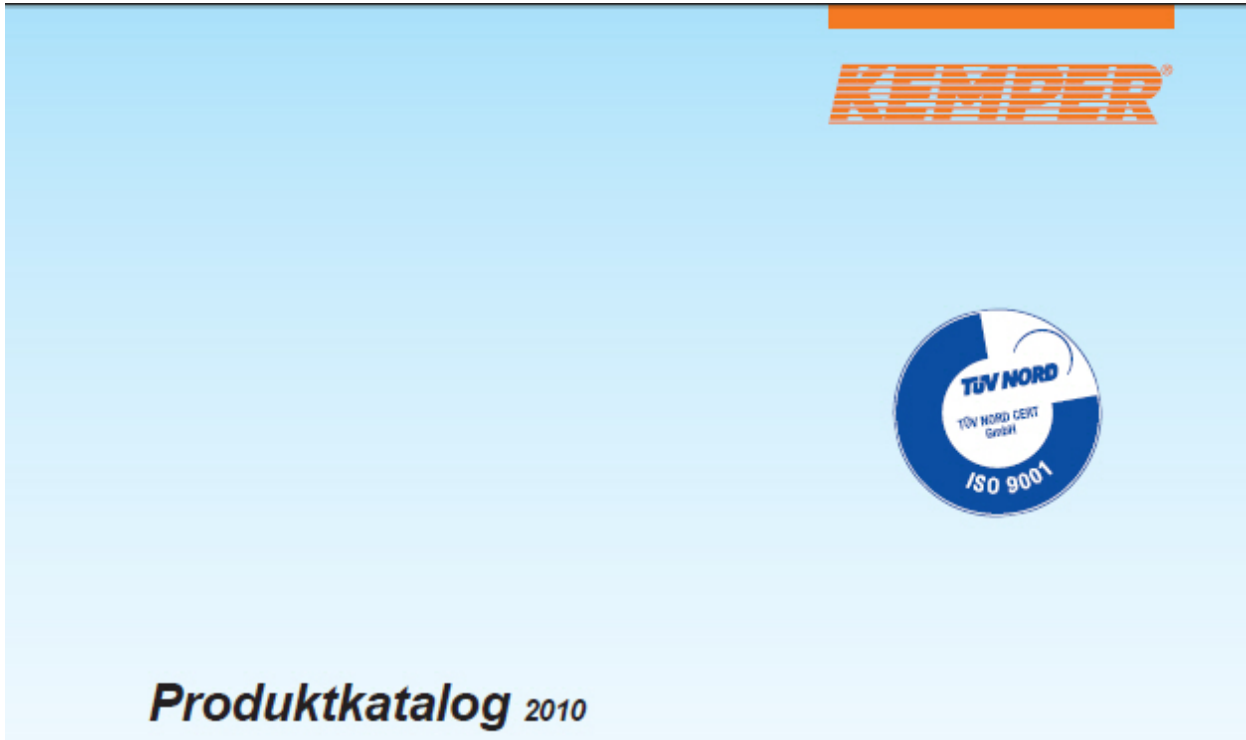 KEMPER®
TÜV NORD
TÜV NORD CERT
GmbH
ISO 9001
Produktkatalog 2010